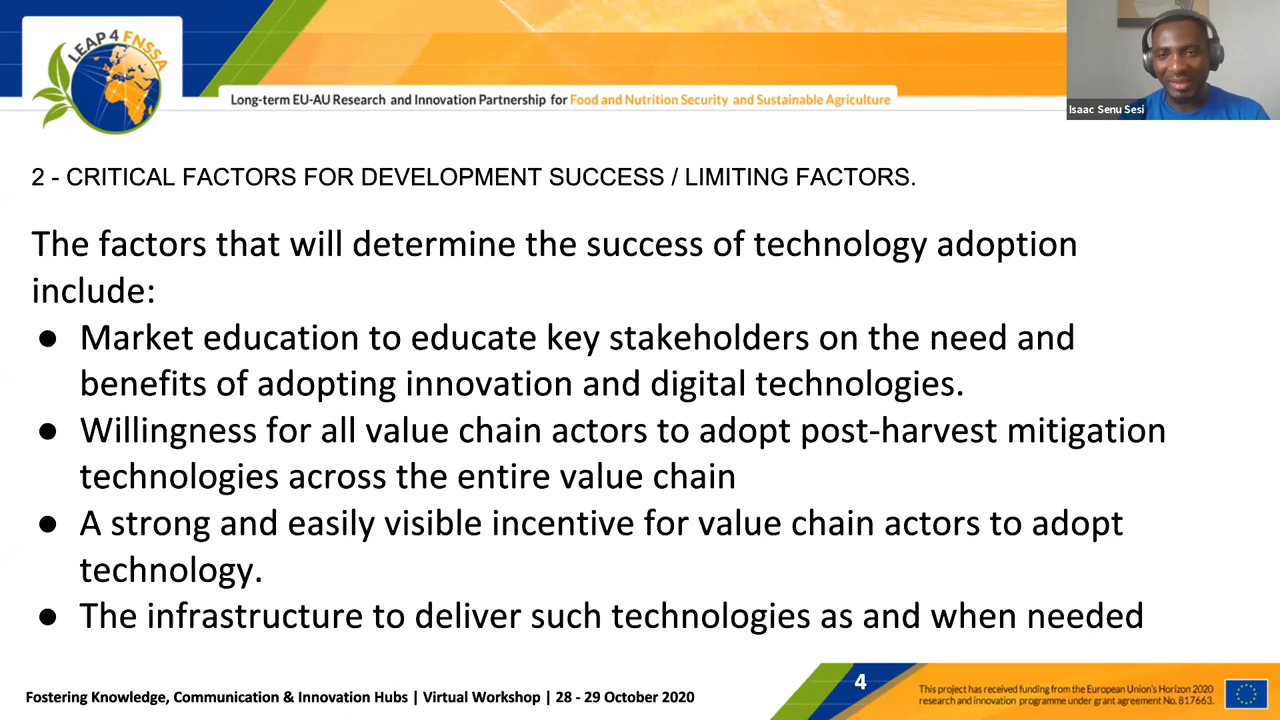 LEAP 4 FNSSA
Long-term EU-AU Research and Innovation Partnership for Food and Nutrition Security and Sustainable Agriculture
Isaac Senu Sesi
2 - CRITICAL FACTORS FOR DEVELOPMENT SUCCESS / LIMITING FACTORS.
The factors that will determine the success of technology adoption
include:
● Market education to educate key stakeholders on the need and
benefits of adopting innovation and digital technologies.
● Willingness for all value chain actors to adopt post-harvest mitigation
technologies across the entire value chain
● A strong and easily visible incentive for value chain actors to adopt
technology.
● The infrastructure to deliver such technologies as and when needed
Fostering Knowledge, Communication & Innovation Hubs | Virtual Workshop | 28 - 29 October 2020
4
This project has received funding from the European Union's Horizon 2020
research and innovation programme under grant agreement No. 817663.